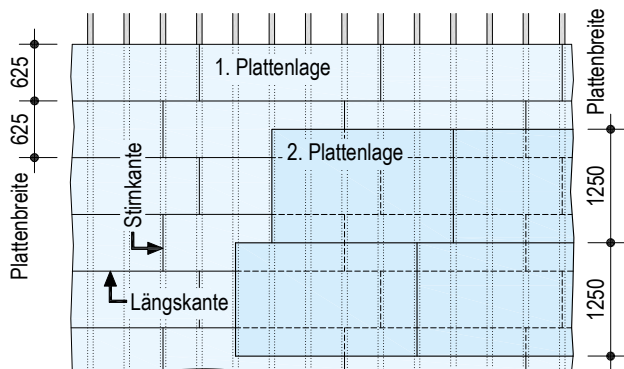 1. Plattenlage
2. Plattenlage
625
625
Plattenbreite
Stirnkante
Längskante
Plattenbreite
1250
1250